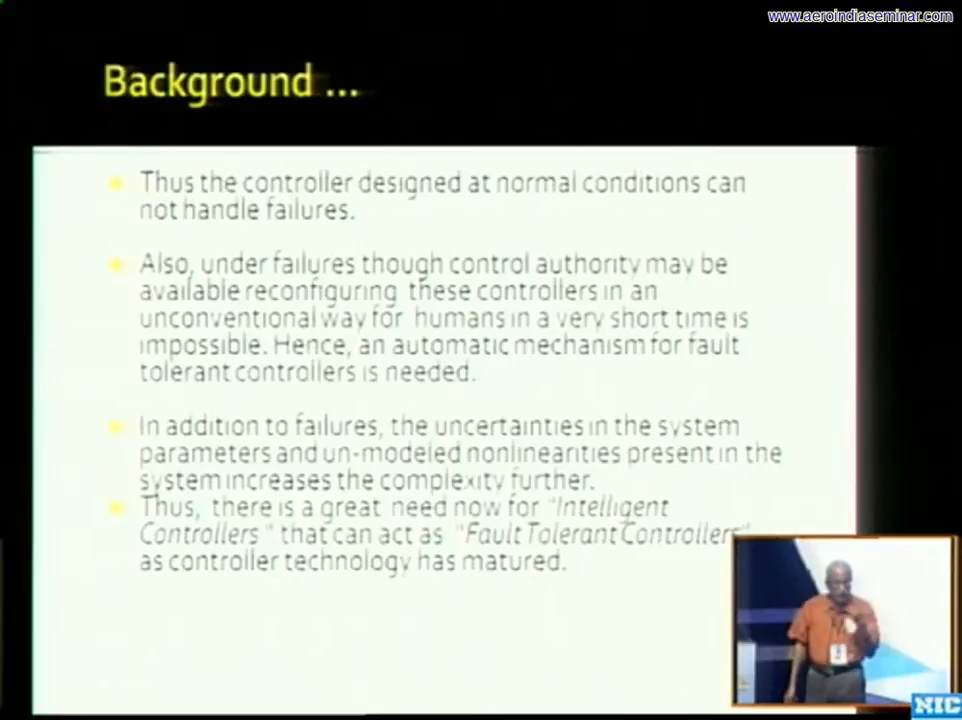 www.aeroindiaseminar.com
Background ...
Thus the controller designed at normal conditions can
not handle failures.
Also, under failures though control authority may be
available reconfiguring these controllers in an
unconventional way for humans in a very short time is
impossible. Hence, an automatic mechanism for fault
tolerant controllers is needed.
In addition to failures, the uncertainties in the system
parameters and un-modeled nonlinearities present in the
system increases the complexity further.
Thus, there is a great need now for "Intelligent
Controllers " that can act as "Fault Tolerant Controllers"
as controller technology has matured.
NIC